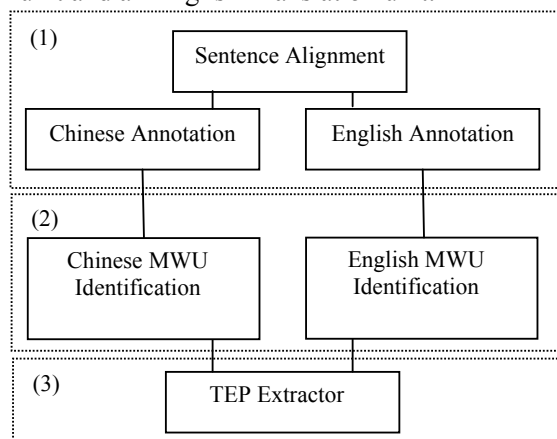 (1)
Sentence Alignment
Chinese Annotation
English Annotation
(2)
Chinese MWU
Identification
English MWU
Identification
(3)
TEP Extractor